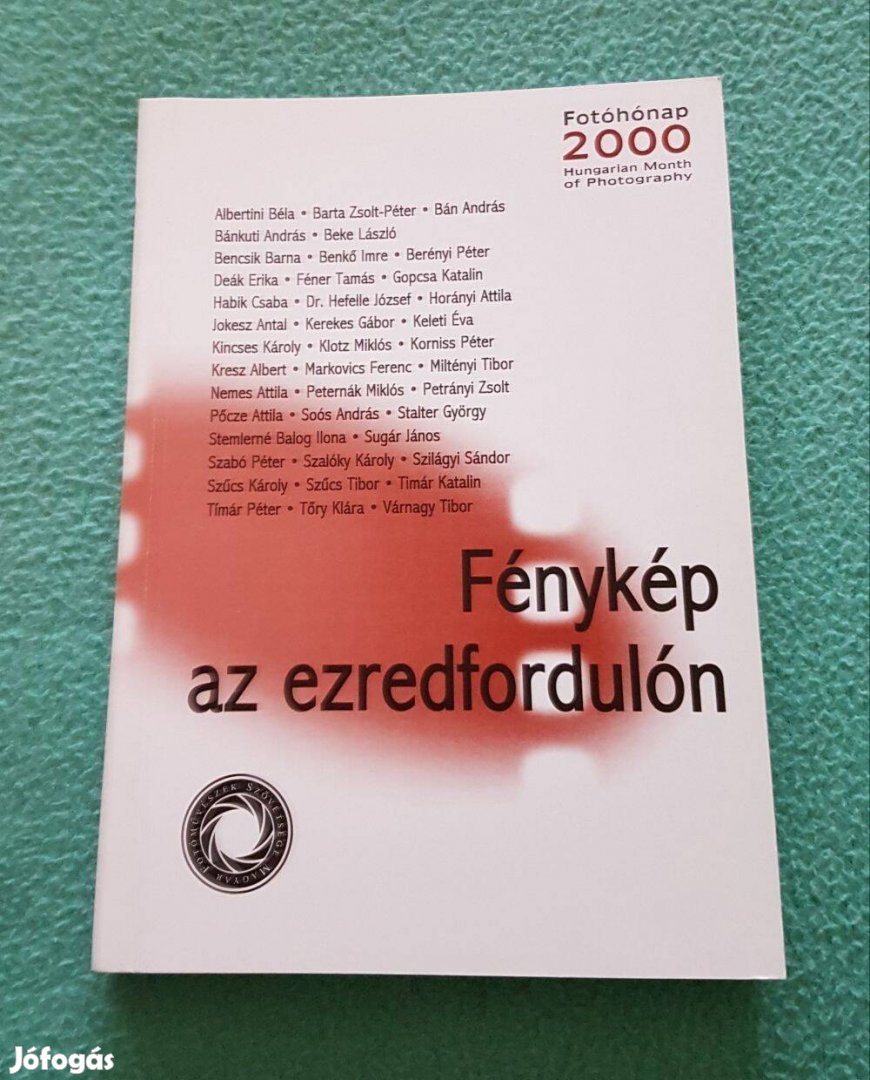 Fotóhónap
2000
Hungarian Month
of Photography
Albertini Béla • Barta Zsolt-Péter • Bán András
Bánkuti András • Beke László
Bencsik Barna • Benkő Imre • Berényi Péter
Deák Erika • Féner Tamás • Gopcsa Katalin
Habik Csaba • Dr. Hefelle József • Horányi Attila
Jokesz Antal • Kerekes Gábor • Keleti Éva
Kincses Károly • Klotz Miklós • Korniss Péter
Kresz Albert • Markovics Ferenc • Miltényi Tibor
Nemes Attila • Peternák Miklós • Petrányi Zsolt
Pőcze Attila • Soós András • Stalter György
Stemlerné Balog Ilona • Sugár János
Szabó Péter • Szalóky Károly • Szilágyi Sándor
Szűcs Károly • Szűcs Tibor • Timár Katalin
Tímár Péter • Tőry Klára • Várnagy Tibor
Fénykép
az ezredfordulón
Magyar Fotóművészek Szövetsége
Jófogás